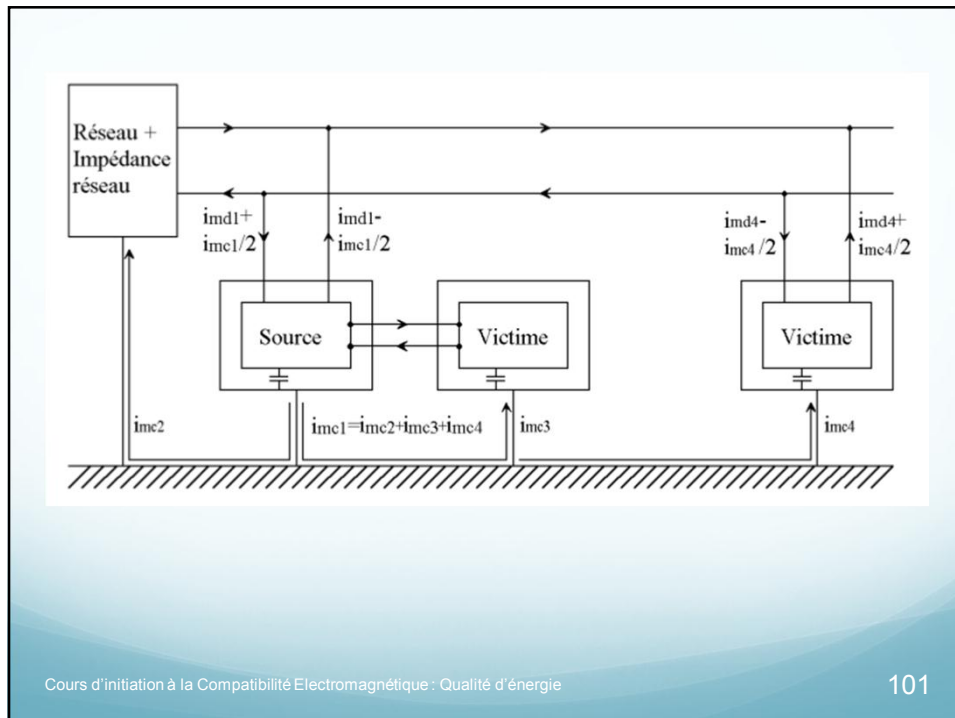 Réseau +
Impédance
réseau
imd1+
imc1/2
imd1-
imc1/2
imd4-
imc4/2
imd4+
imc4/2
Source
Victime
Victime
imc2
imc1=imc2+imc3+imc4
imc3
imc4
Cours d'initiation à la Compatibilité Electromagnétique : Qualité d'énergie
101